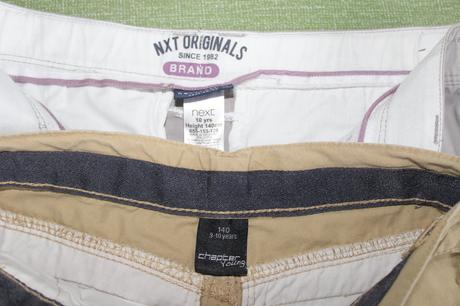 NXT ORIGINALS
SINCE 1982
BRAND
next
10 yrs
Height 140cm
140
9-10 years
chapter
young